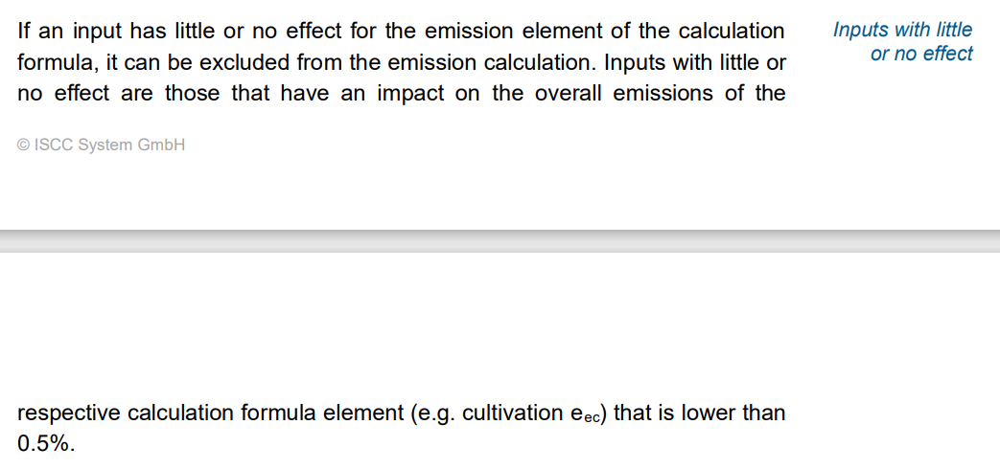 If an input has little or no effect for the emission element of the calculation
formula, it can be excluded from the emission calculation. Inputs with little or
no effect are those that have an impact on the overall emissions of the
Inputs with little
or no effect
© ISCC System GmbH
respective calculation formula element (e.g. cultivation eec) that is lower than
0.5%.